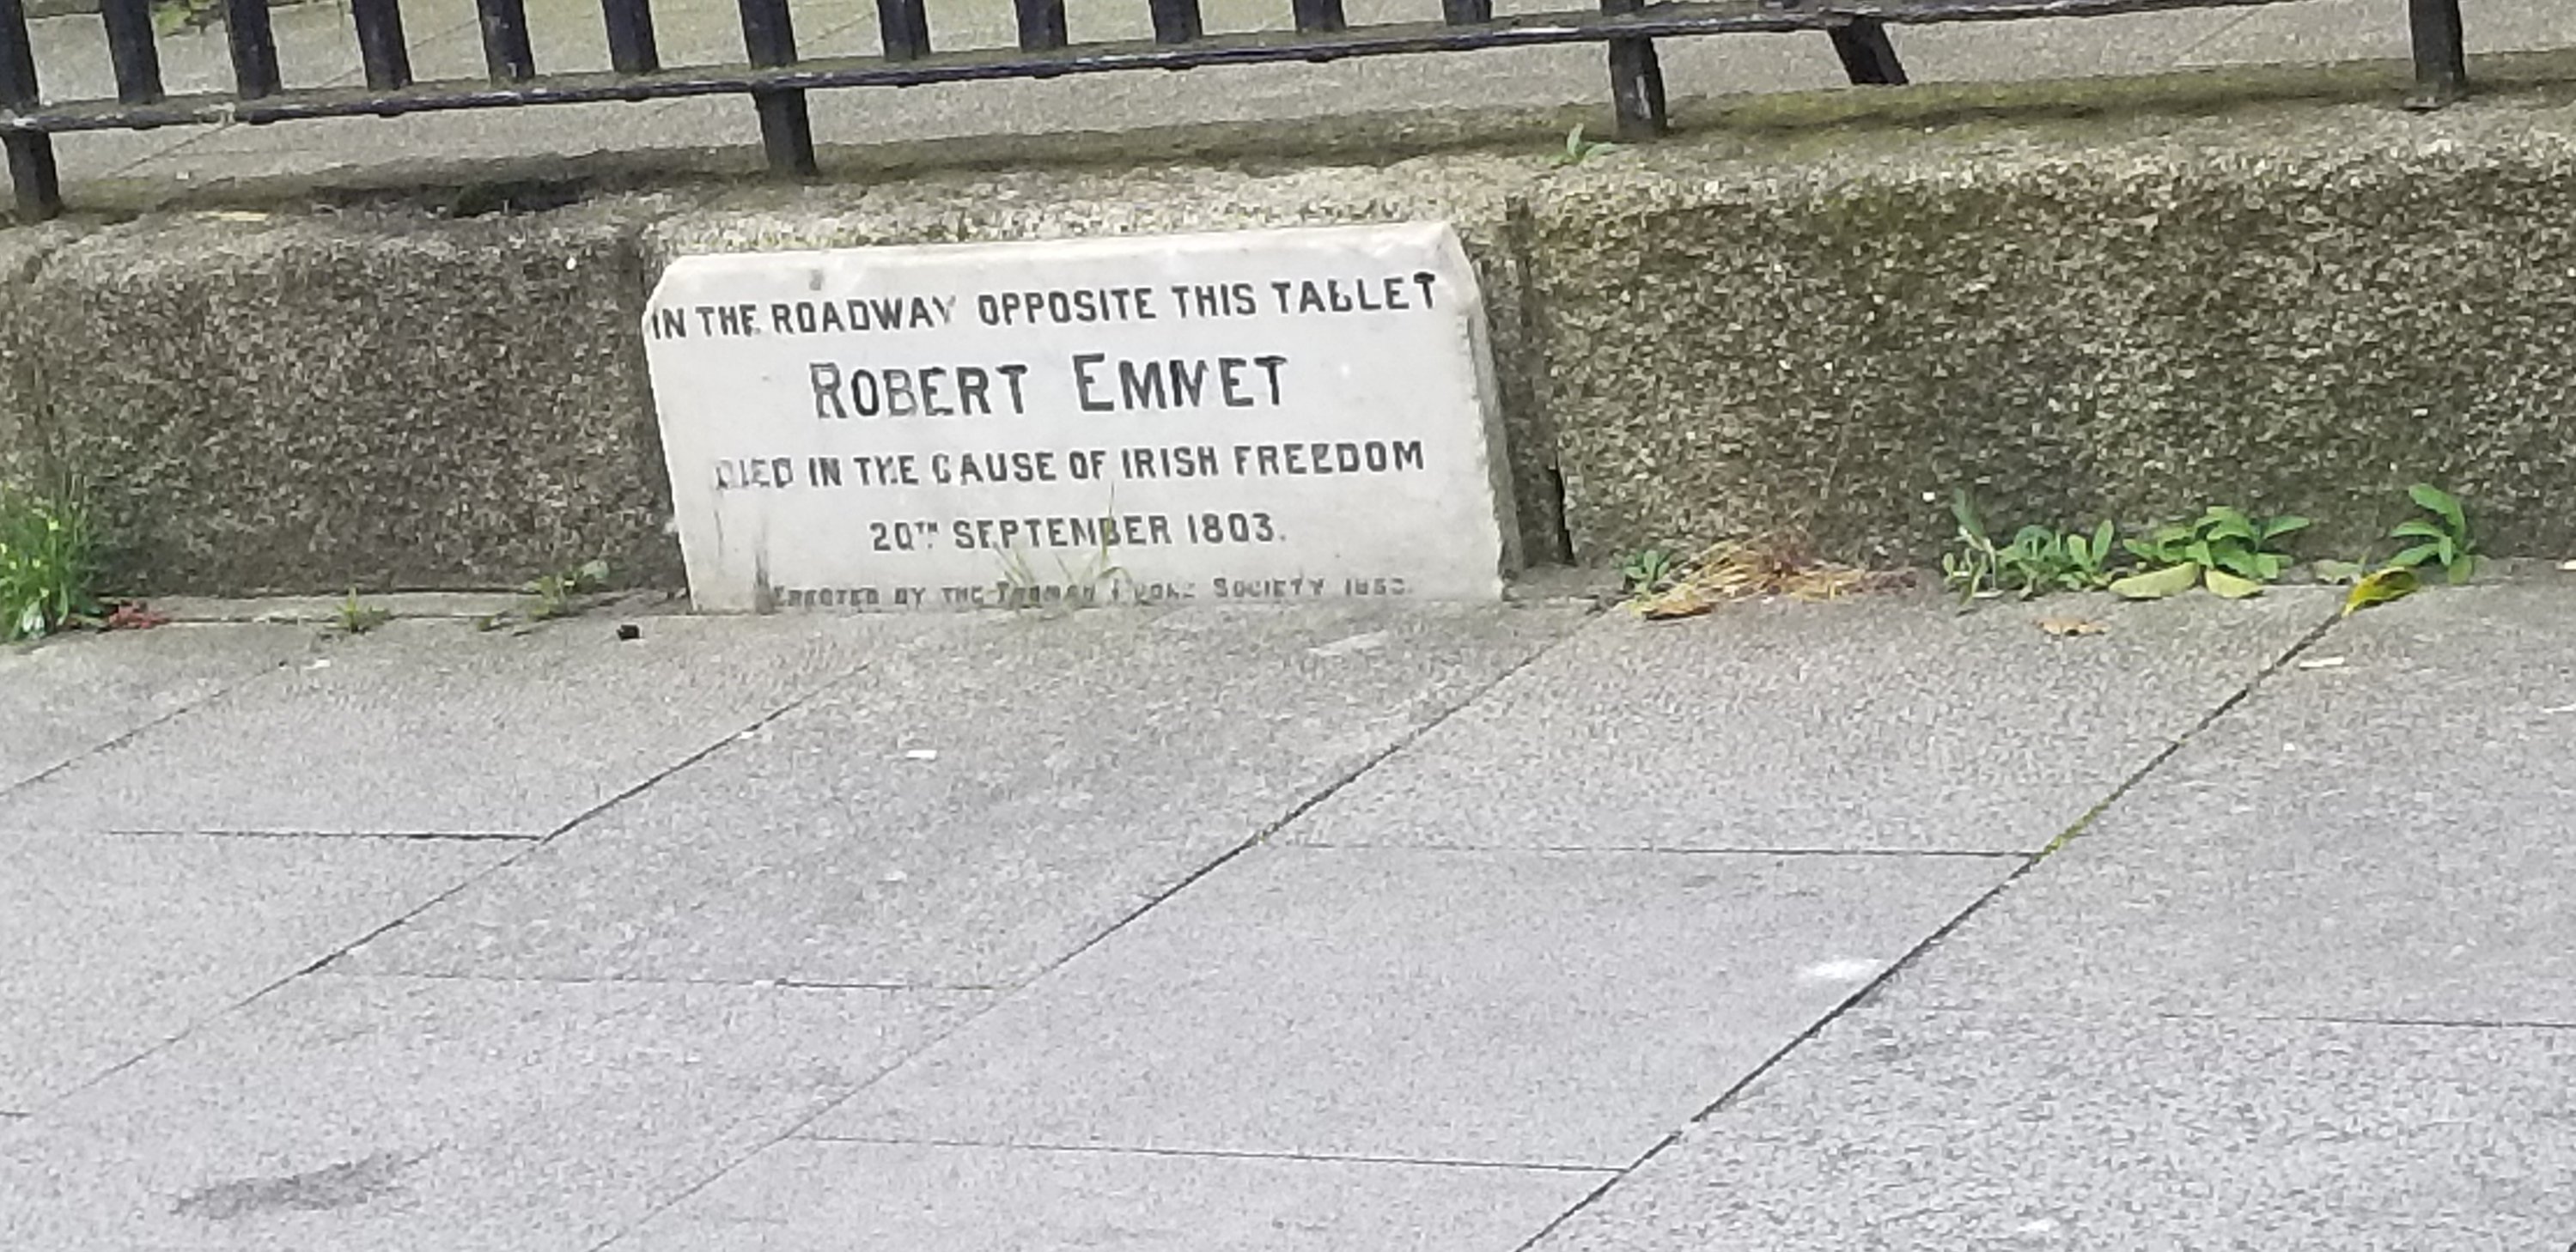 IN THE ROADWAY OPPOSITE THIS TABLET
ROBERT EMMET
DIED IN THE CAUSE OF IRISH FREEDOM
20TH SEPTEMBER 1803.
ERECTED BY THE THOMAS SOCIETY